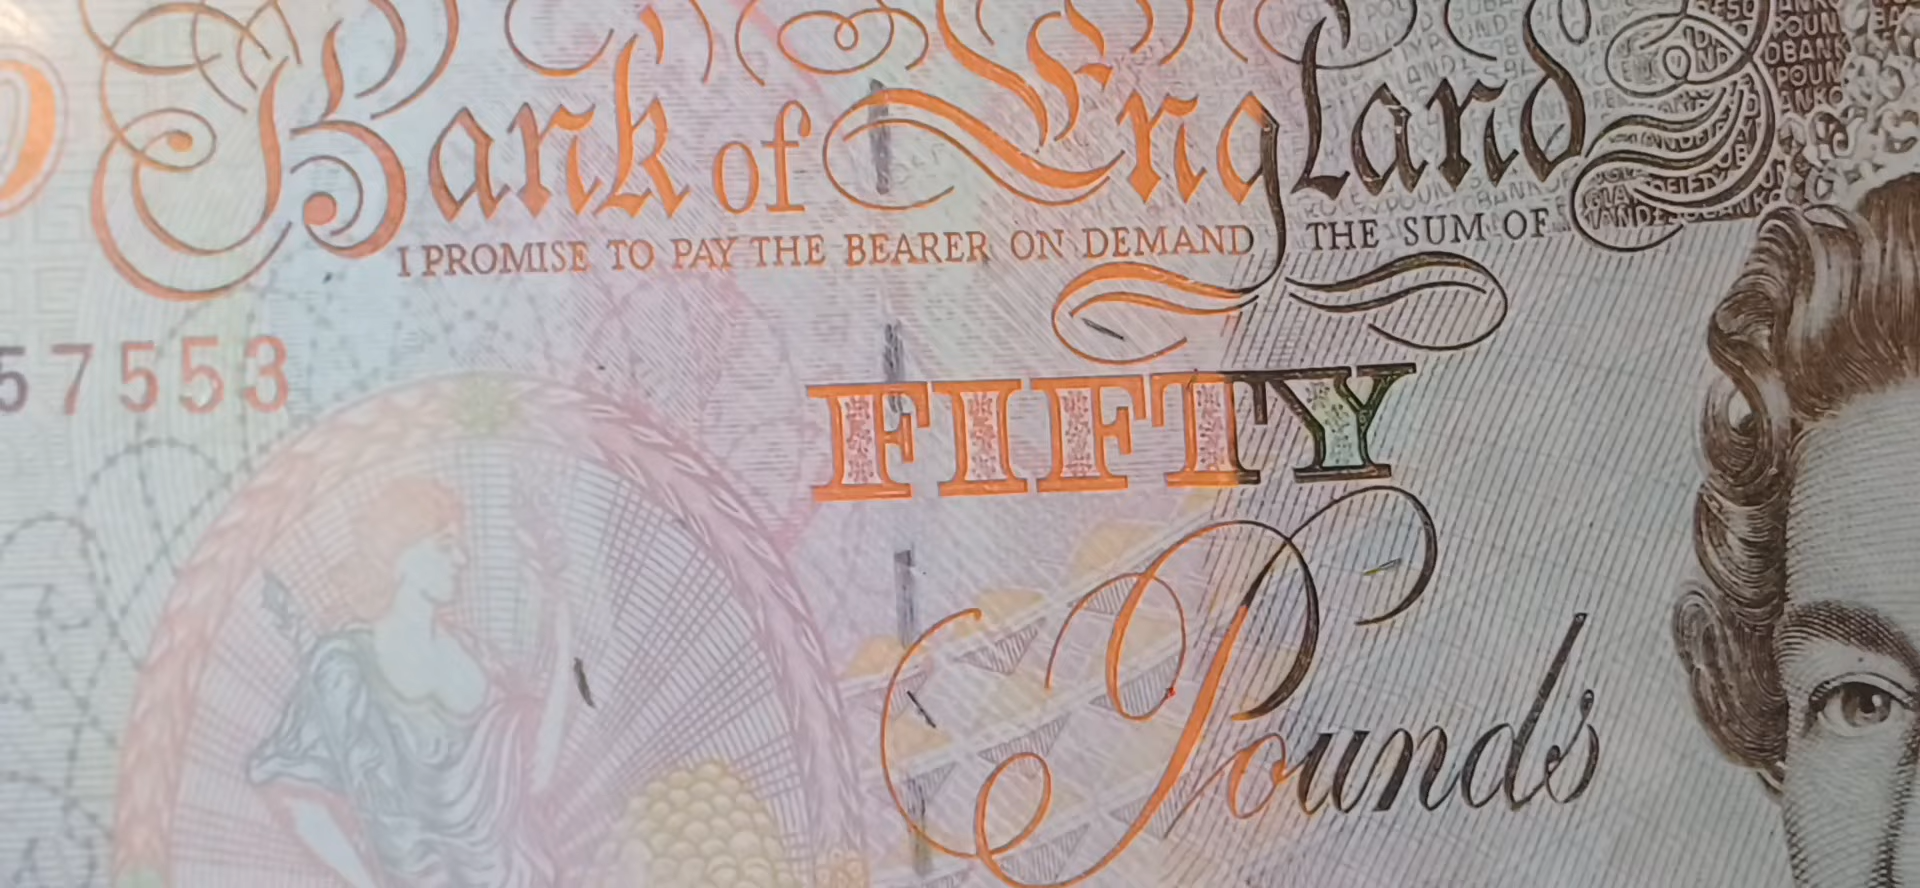 Bank of England
I PROMISE TO PAY THE BEARER ON DEMAND THE SUM OF
57553
FIFTY
Pounds